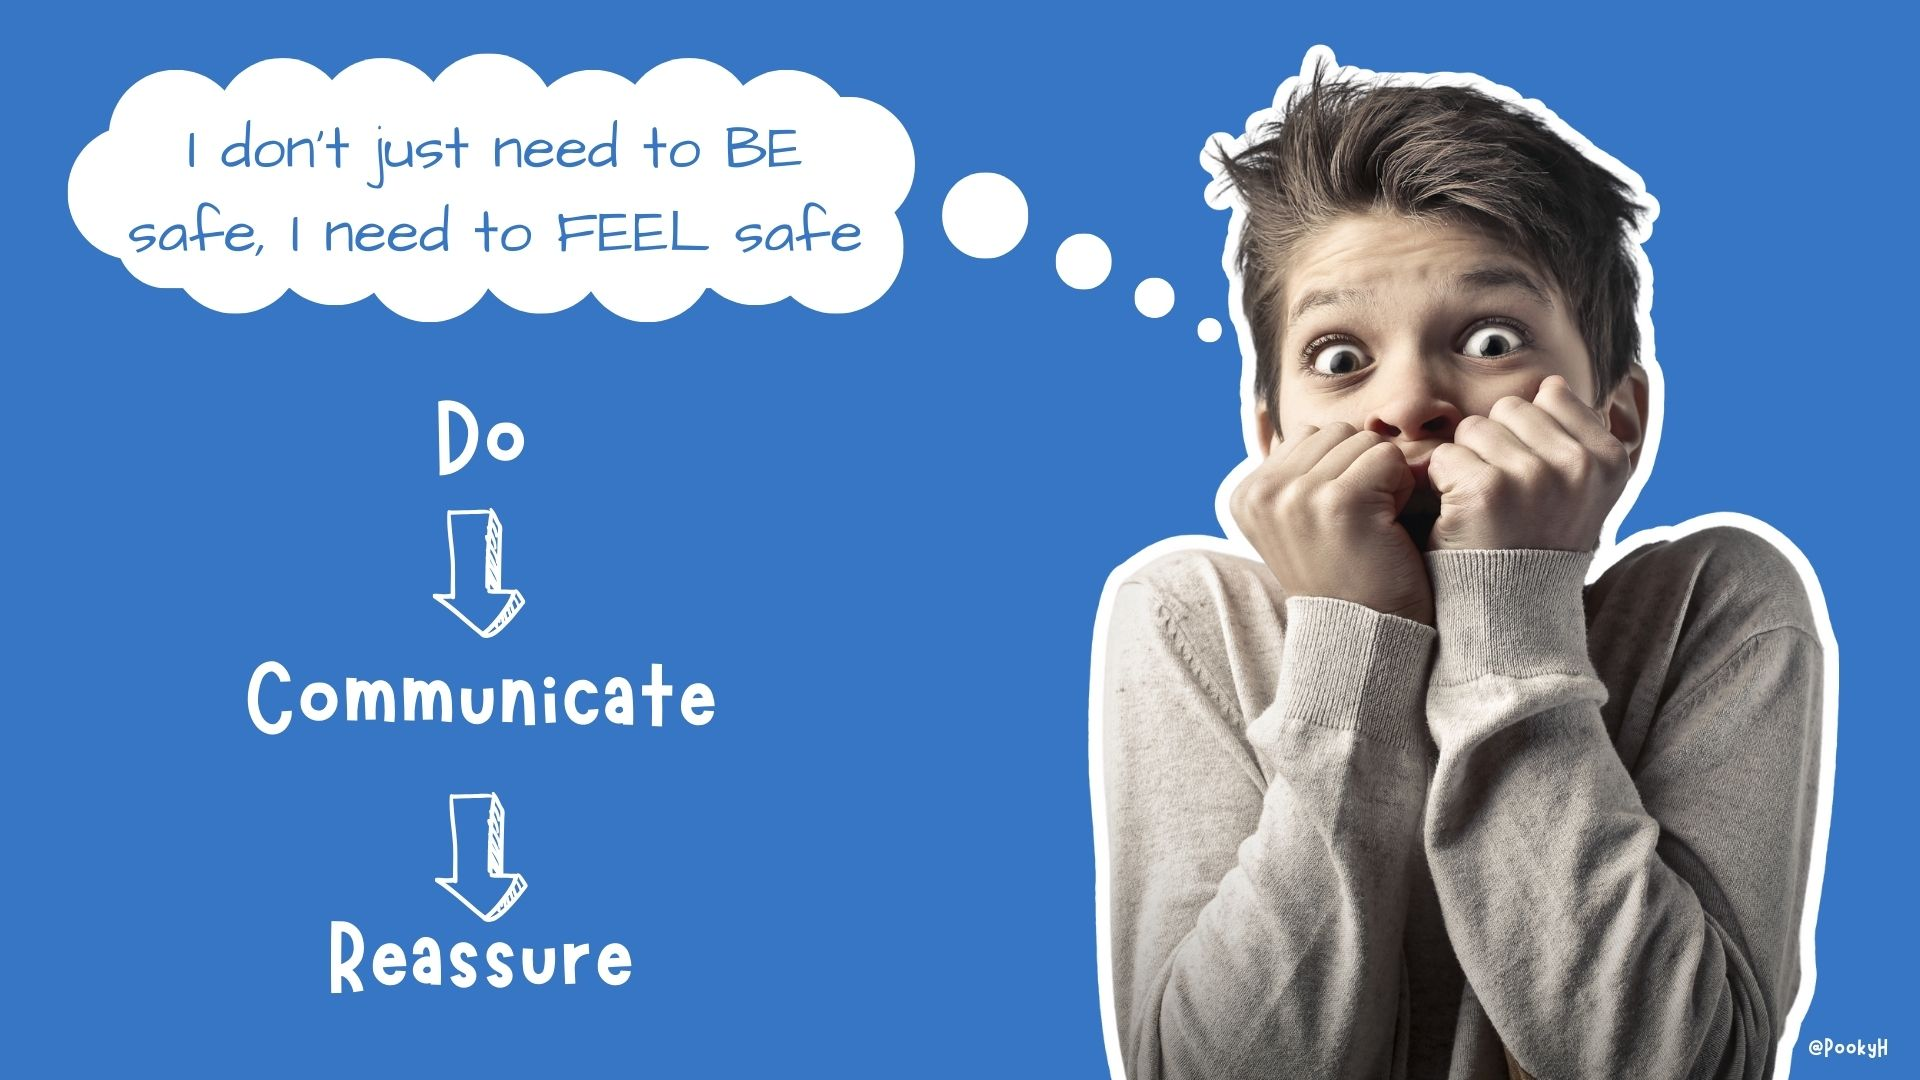 I don't just need to BE
safe, I need to FEEL safe
Do
Communicate
Reassure
@PookyH